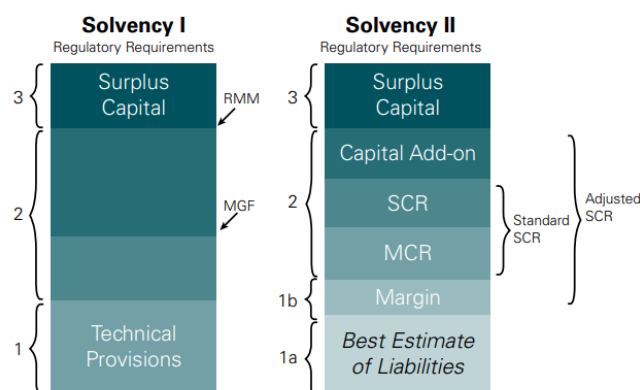 Solvency I
Regulatory Requirements
3
Surplus
Capital
RMM
2
MGF
1
Technical
Provisions
Solvency II
Regulatory Requirements
3
Surplus
Capital
2
Capital Add-on
SCR
MCR
Standard
SCR
Adjusted
SCR
1b
Margin
1a
Best Estimate
of Liabilities